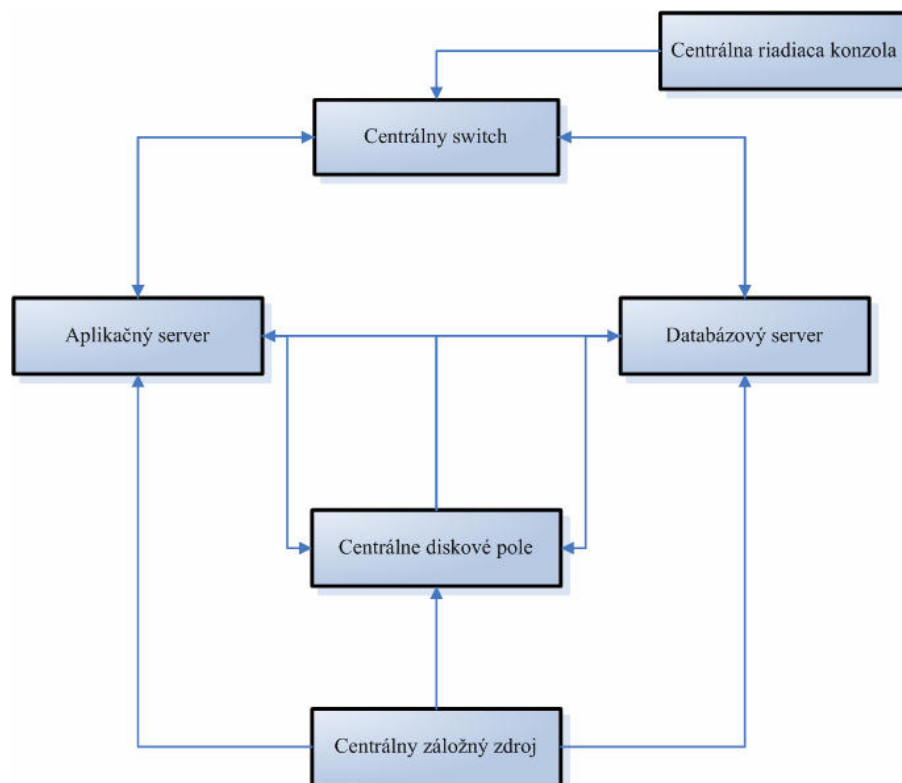 Centrálna riadiaca konzola
Centrálny switch
Aplikačný server
Databázový server
Centrálne diskové pole
Centrálny záložný zdroj